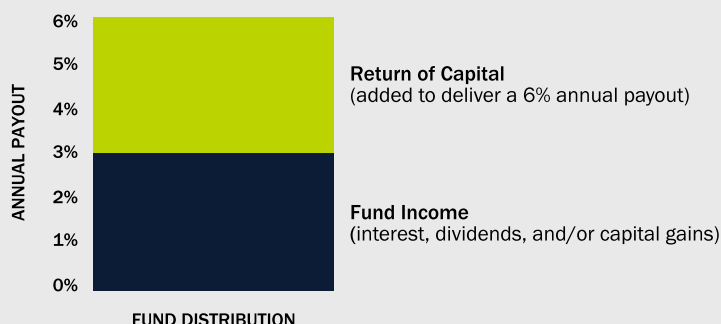 6%
5%
4%
3%
2%
1%
0%
ANNUAL PAYOUT
Return of Capital
(added to deliver a 6% annual payout)
Fund Income
(interest, dividends, and/or capital gains)
FUND DISTRIBUTION